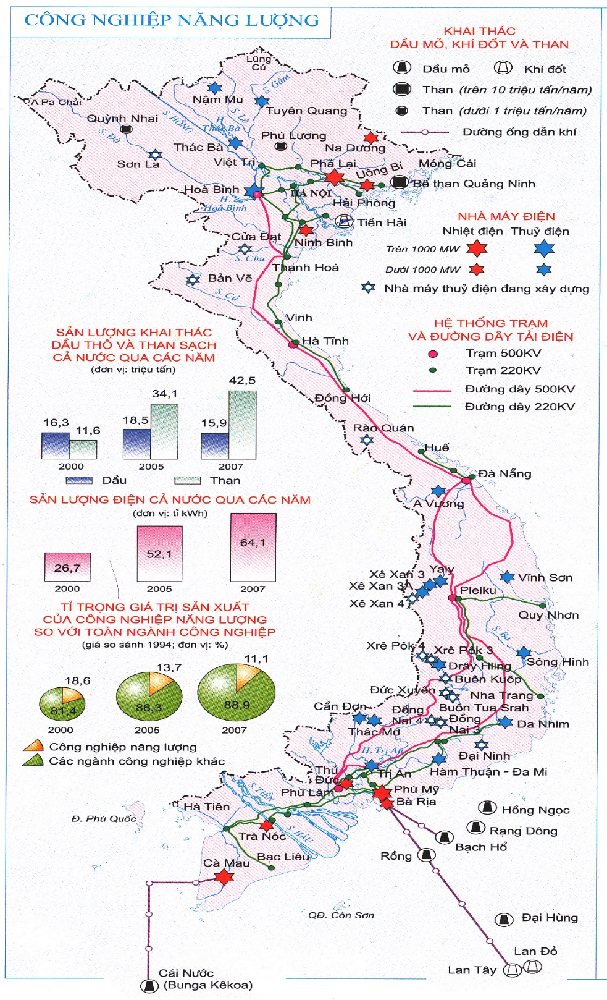 CÔNG NGHIỆP NĂNG LƯỢNG
KHAI THÁC
DẦU MỎ, KHÍ ĐỐT VÀ THAN
Dầu mỏ
Khí đốt
Than (trên 10 triệu tấn/năm)
Than (dưới 1 triệu tấn/năm)
Đường ống dẫn khí
Lũng
Cú
A Pa Chải
Nậm Mu
S. Gâm
S. Lô
Tuyên Quang
Quỳnh Nhai
S. HỒNG
S. Đà
H.
Thác Bà
Thác Bà
Phú Lương
Na Dương
Sơn La
Việt Trì
Phả Lại
Uông Bí
Móng Cái
Bể than Quảng Ninh
Hoà Bình
HÀ NỘI
H.
Hoà Bình
Hải Phòng
Tiền Hải
Cửa Đạt
Ninh Bình
S. Chu
Thanh Hoá
Bản Vẽ
S. Cả
Vinh
Hà Tĩnh
Đồng Hới
Rào Quán
Huế
Đà Nẵng
A Vương
NHÀ MÁY ĐIỆN
Nhiệt điện Thuỷ điện
Trên 1000 MW
Dưới 1000 MW
Nhà máy thuỷ điện đang xây dựng
HỆ THỐNG TRẠM
VÀ ĐƯỜNG DÂY TẢI ĐIỆN
Trạm 500KV
Trạm 220KV
Đường dây 500KV
Đường dây 220KV
SẢN LƯỢNG KHAI THÁC
DẦU THÔ VÀ THAN SẠCH
CẢ NƯỚC QUA CÁC NĂM
(đơn vị: triệu tấn)
16,3
11,6
18,5
34,1
15,9
42,5
2000
2005
2007
Dầu
Than
SẢN LƯỢNG ĐIỆN CẢ NƯỚC QUA CÁC NĂM
(đơn vị: tỉ kWh)
26,7
52,1
64,1
2000
2005
2007
TỈ TRỌNG GIÁ TRỊ SẢN XUẤT
CỦA CÔNG NGHIỆP NĂNG LƯỢNG
SO VỚI TOÀN NGÀNH CÔNG NGHIỆP
(giá so sánh 1994; đơn vị: %)
18,6
81,4
13,7
86,3
11,1
88,9
2000
2005
2007
Công nghiệp năng lượng
Các ngành công nghiệp khác
Xê Xan 3
Yaly
Xê Xan 3A
Xê Xan 4
Pleiku
Vĩnh Sơn
Quy Nhơn
S. Ba
Sông Hinh
Xrê Pôk 4
Xrê Pôk 3
Đrây Hling
Buôn Kuôp
Đức Xuyên
Nha Trang
Buôn Tua Srah
Cần Đơn
Thác Mơ
Đồng
Nai 4
Đồng
Nai 3
Đa Nhim
Đại Ninh
H. Trị An
Trị An
Hàm Thuận - Đa Mi
Thủ
Đức
Phú Lâm
Phú Mỹ
Bà Rịa
S. TIỀN
S. HẬU
Hà Tiên
Đ. Phú Quốc
Trà Nóc
Bạc Liêu
Cà Mau
Hồng Ngọc
Rạng Đông
Bạch Hổ
Rồng
QĐ. Côn Sơn
Đại Hùng
Lan Đỏ
Lan Tây
Cái Nước
(Bunga Kêkoa)